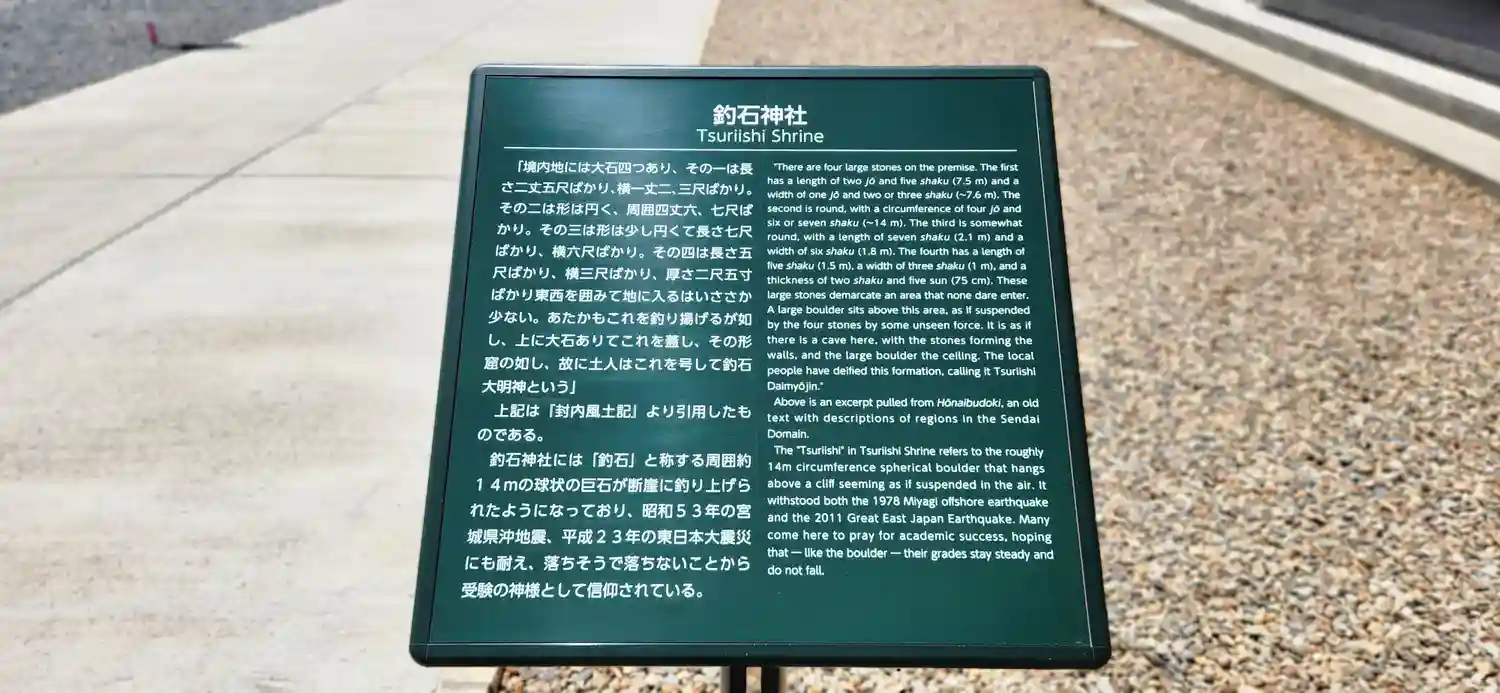 釣石神社
Tsuriishi Shrine
「境内地には大石四つあり、その一は長
さ二丈五尺ばかり、横一丈二、三尺ばかり。
その二は形は円く、周囲四丈六、七尺ば
かり。その三は形は少し円くて長さ七尺
ばかり、横六尺ばかり。その四は長さ五
尺ばかり、横三尺ばかり、厚さ二尺五寸
ばかり東西を囲みて地に入るはいささか
少ない。あたかもこれを釣り揚げるが如
し、上に大石ありてこれを蓋し、その形
窟の如し、故に土人はこれを号して釣石
大明神という」
上記は『封内風土記』より引用したも
のである。
釣石神社には「釣石」と称する周囲約
14mの球状の巨石が断崖に釣り上げら
れたようになっており、昭和53年の宮
城県沖地震、平成23年の東日本大震災
にも耐え、落ちそうで落ちないことから
受験の神様として信仰されている。
"There are four large stones on the premise. The first
has a length of two jō and five shaku (7.5 m) and a
width of one jō and two or three shaku (~7.6 m). The
second is round, with a circumference of four jō and
six or seven shaku (~14 m). The third is somewhat
round, with a length of seven shaku (2.1 m) and a
width of six shaku (1.8 m). The fourth has a length of
five shaku (1.5 m), a width of three shaku (1 m), and a
thickness of two shaku and five sun (75 cm). These
large stones demarcate an area that none dare enter.
A large boulder sits above this area, as if suspended
by the four stones by some unseen force. It is as if
there is a cave here, with the stones forming the
walls, and the large boulder the ceiling. The local
people have deified this formation, calling it Tsuriishi
Daimyōjin."
Above is an excerpt pulled from Hōnaibudoki, an old
text with descriptions of regions in the Sendai
Domain.
The "Tsuriishi" in Tsuriishi Shrine refers to the roughly
14m circumference spherical boulder that hangs
above a cliff seeming as if suspended in the air. It
withstood both the 1978 Miyagi offshore earthquake
and the 2011 Great East Japan Earthquake. Many
come here to pray for academic success, hoping
that — like the boulder — their grades stay steady and
do not fall.